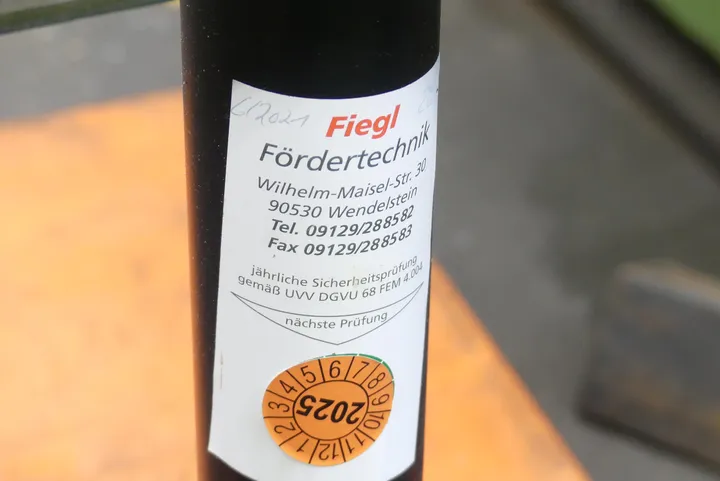 Fiegl
Fördertechnik
Wilhelm-Maisel-Str. 30
90530 Wendelstein
Tel. 09129/288582
Fax 09129/288583
jährliche Sicherheitsprüfung
gemäß UVV DGVU 68 FEM 4.004
nächste Prüfung
1 2 3 4 5 6 7 8 9 10 11 12
2025